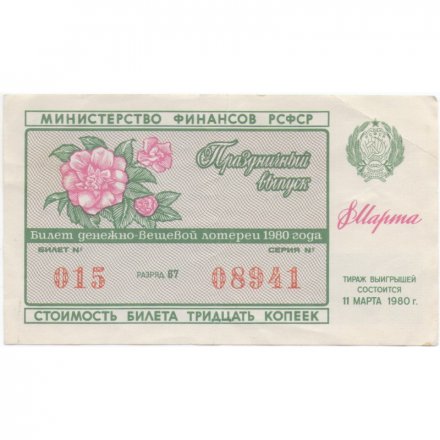 МИНИСТЕРСТВО ФИНАНСОВ РСФСР
Праздничный
выпуск
8 Марта
Билет денежно-вещевой лотереи 1980 года
БИЛЕТ №
СЕРИЯ №
015
РАЗРЯД 67
08941
ТИРАЖ ВЫИГРЫШЕЙ
СОСТОИТСЯ
11 МАРТА 1980 г.
СТОИМОСТЬ БИЛЕТА ТРИДЦАТЬ КОПЕЕК